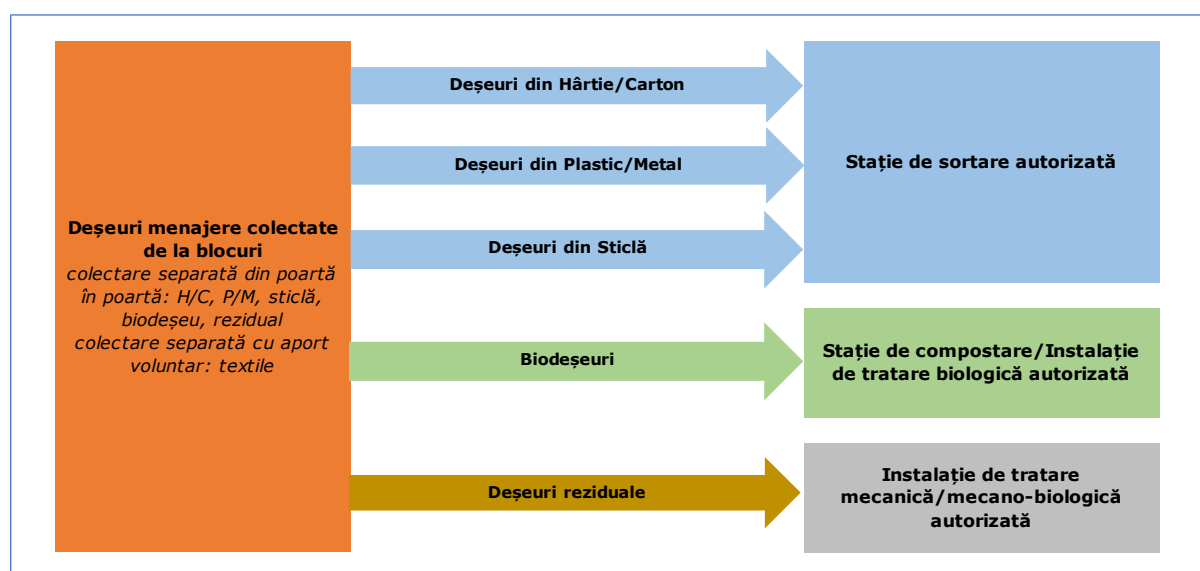 Deșeuri menajere colectate
de la blocuri
colectare separată din poartă
în poartă: H/C, P/M, sticlă,
biodeșeu, rezidual
colectare separată cu aport
voluntar: textile
Deșeuri din Hârtie/Carton
Deșeuri din Plastic/Metal
Deșeuri din Sticlă
Stație de sortare autorizată
Biodeșeuri
Stație de compostare/Instalație
de tratare biologică autorizată
Deșeuri reziduale
Instalație de tratare
mecanică/mecano-biologică
autorizată